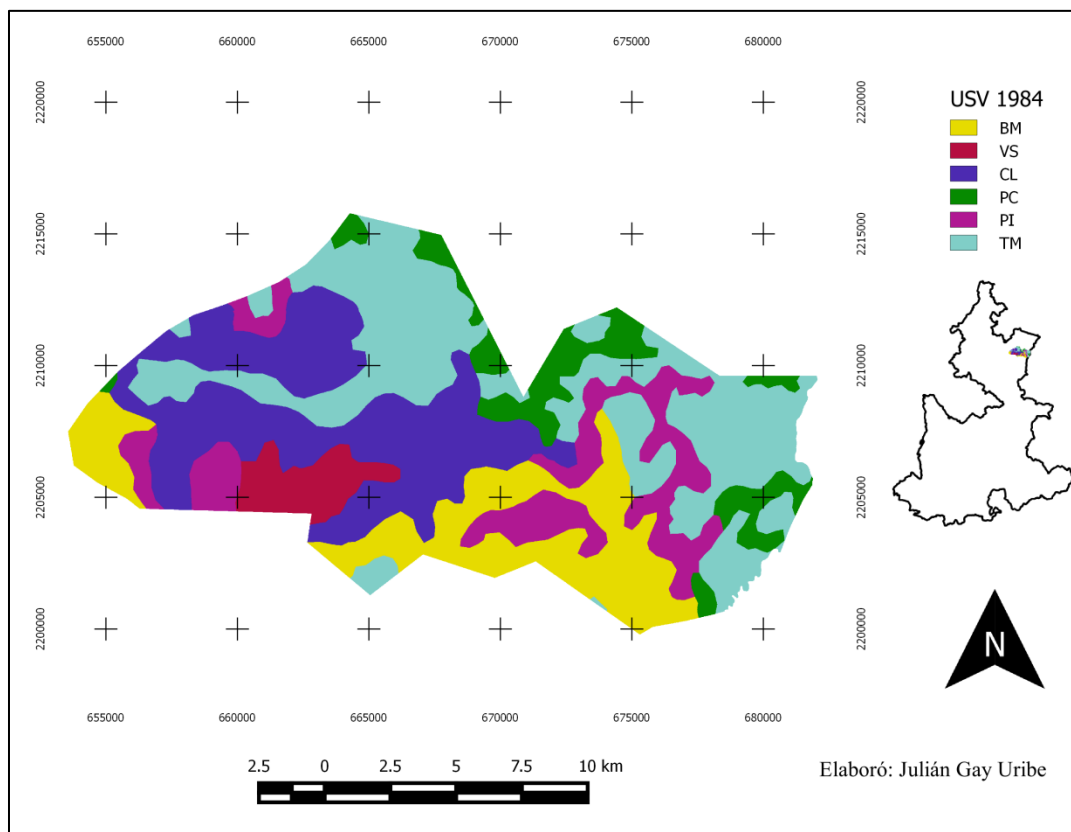 655000 660000 665000 670000 675000 680000
2220000 2220000
USV 1984
BM
VS
CL
PC
PI
TM
2215000 2215000
2210000 2210000
2205000 2205000
2200000 2200000
N
655000 660000 665000 670000 675000 680000
2.5 0 2.5 5 7.5 10 km
Elaboró: Julián Gay Uribe